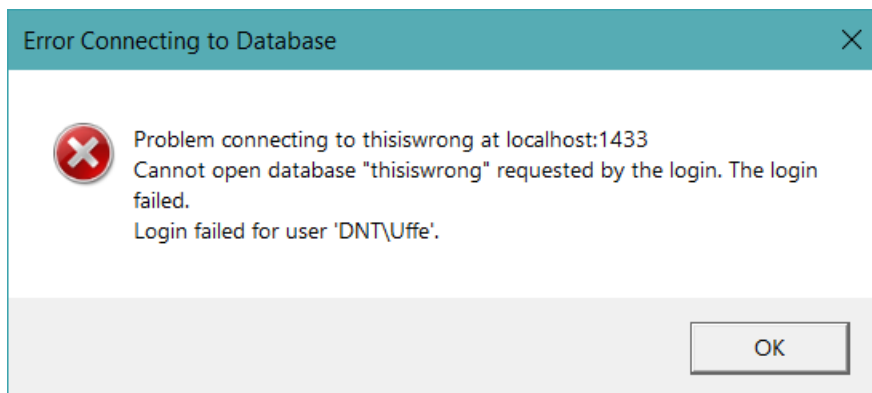 Error Connecting to Database
Problem connecting to thisiswrong at localhost:1433
Cannot open database "thisiswrong" requested by the login. The login
failed.
Login failed for user 'DNT\Uffe'.
OK